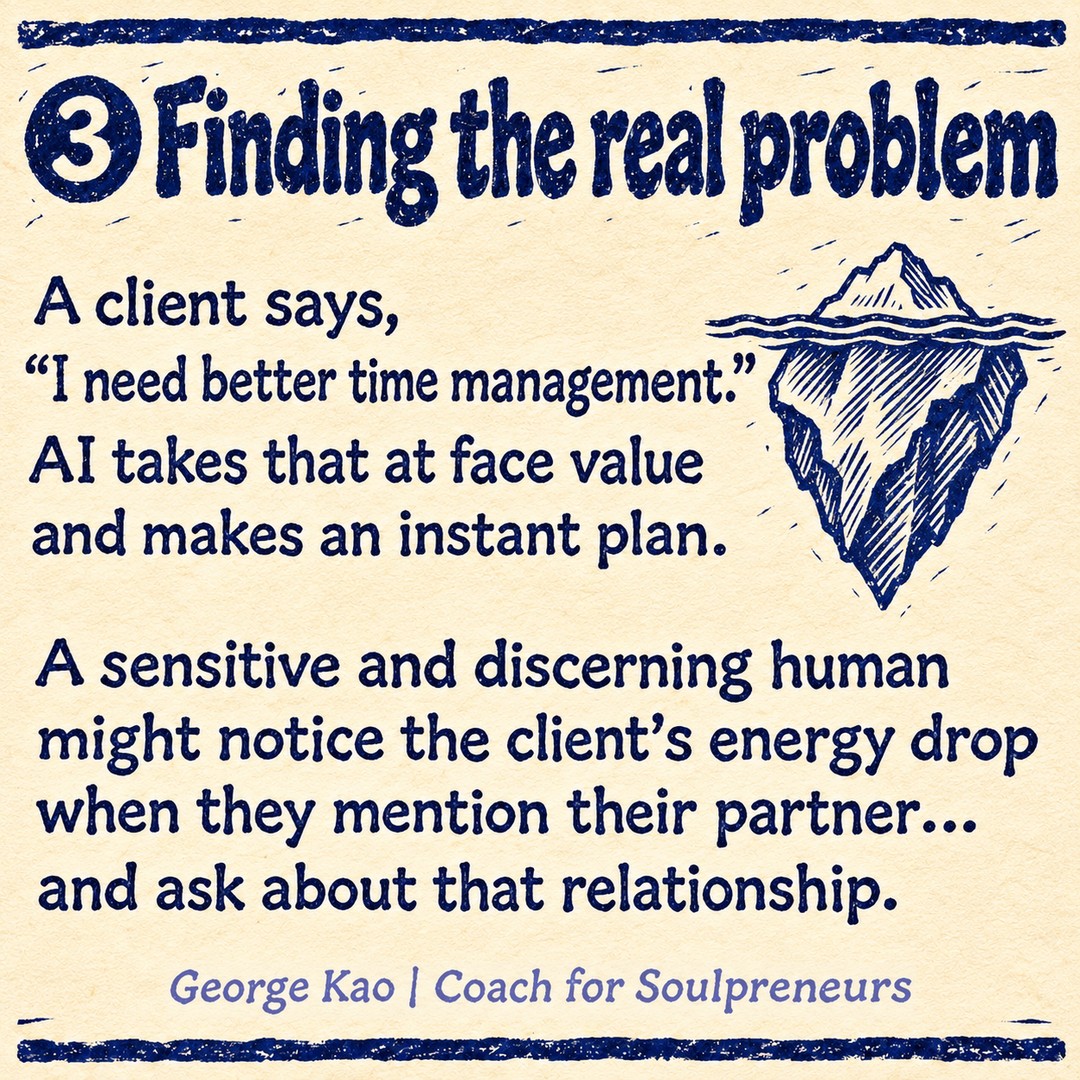 3 Finding the real problem
A client says,
“I need better time management.”
AI takes that at face value
and makes an instant plan.
A sensitive and discerning human
might notice the client’s energy drop
when they mention their partner...
and ask about that relationship.
George Kao | Coach for Soulpreneurs